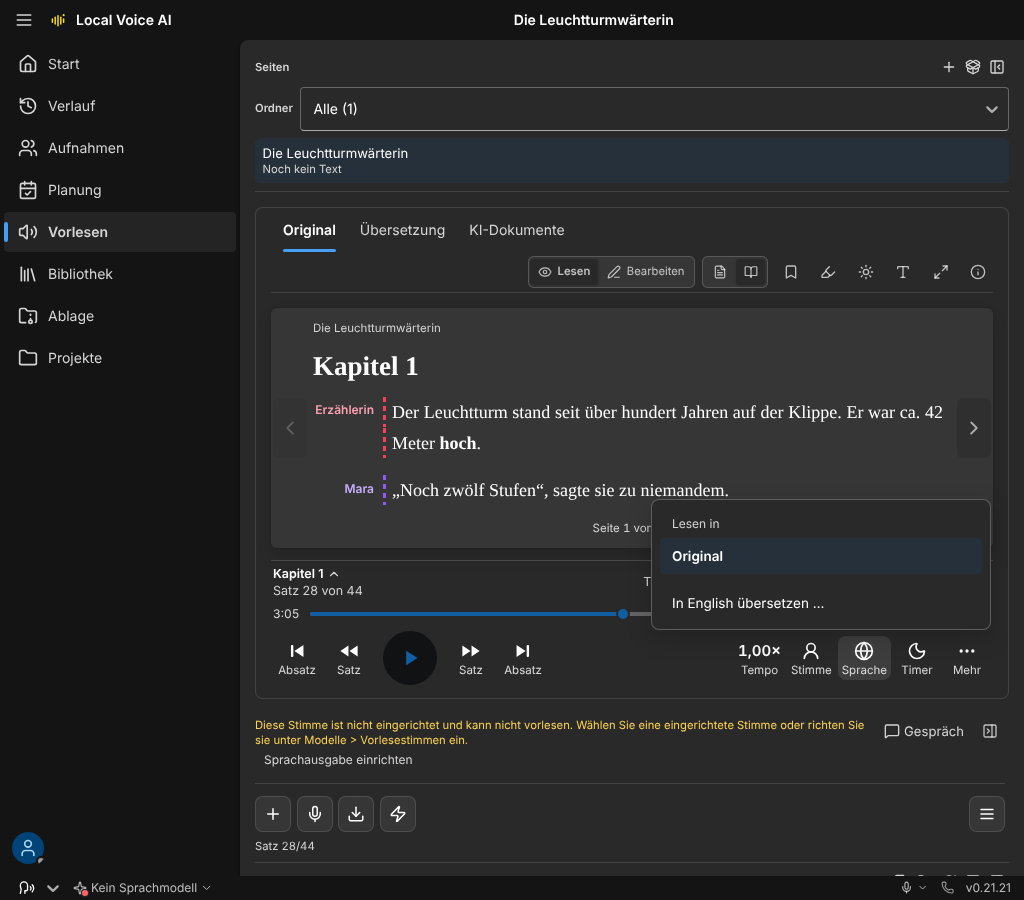 Local Voice AI
Die Leuchtturmwärterin
Start
Verlauf
Aufnahmen
Planung
Vorlesen
Bibliothek
Ablage
Projekte
Seiten
Ordner
Alle (1)
Die Leuchtturmwärterin
Noch kein Text
Original Übersetzung KI-Dokumente
Lesen Bearbeiten
Die Leuchtturmwärterin
Kapitel 1
Erzählerin
Der Leuchtturm stand seit über hundert Jahren auf der Klippe. Er war ca. 42
Meter hoch.
Mara
„Noch zwölf Stufen“, sagte sie zu niemandem.
Seite 1 von
Lesen in
Original
In English übersetzen ...
Kapitel 1
Satz 28 von 44
3:05
Absatz Satz Satz Absatz
1,00×
Tempo Stimme Sprache Timer Mehr
Diese Stimme ist nicht eingerichtet und kann nicht vorlesen. Wählen Sie eine eingerichtete Stimme oder richten Sie
sie unter Modelle > Vorlesestimmen ein.
Sprachausgabe einrichten
Gespräch
Satz 28/44
Kein Sprachmodell
v0.21.21